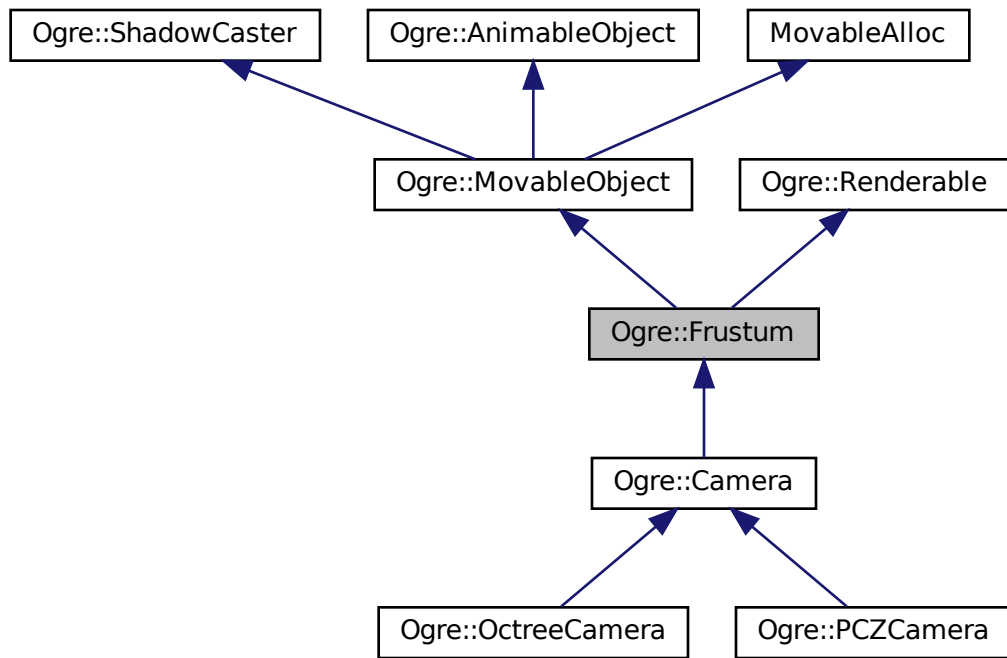 Ogre::ShadowCaster
Ogre::AnimableObject
MovableAlloc
Ogre::MovableObject
Ogre::Renderable
Ogre::Frustum
Ogre::Camera
Ogre::OctreeCamera
Ogre::PCZCamera